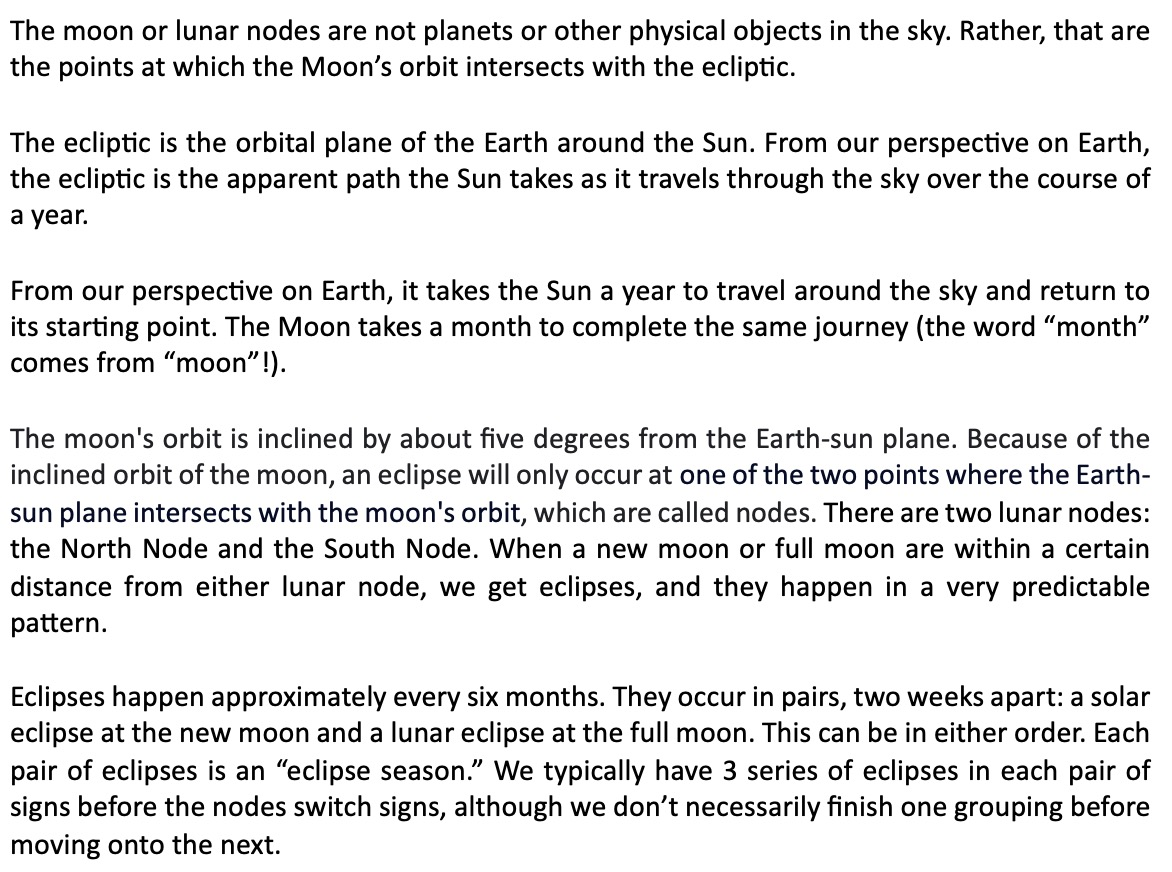 The moon or lunar nodes are not planets or other physical objects in the sky. Rather, that are
the points at which the Moon’s orbit intersects with the ecliptic.
The ecliptic is the orbital plane of the Earth around the Sun. From our perspective on Earth,
the ecliptic is the apparent path the Sun takes as it travels through the sky over the course of
a year.
From our perspective on Earth, it takes the Sun a year to travel around the sky and return to
its starting point. The Moon takes a month to complete the same journey (the word “month”
comes from “moon”!).
The moon's orbit is inclined by about five degrees from the Earth-sun plane. Because of the
inclined orbit of the moon, an eclipse will only occur at one of the two points where the Earth-
sun plane intersects with the moon's orbit, which are called nodes. There are two lunar nodes:
the North Node and the South Node. When a new moon or full moon are within a certain
distance from either lunar node, we get eclipses, and they happen in a very predictable
pattern.
Eclipses happen approximately every six months. They occur in pairs, two weeks apart: a solar
eclipse at the new moon and a lunar eclipse at the full moon. This can be in either order. Each
pair of eclipses is an “eclipse season.” We typically have 3 series of eclipses in each pair of
signs before the nodes switch signs, although we don’t necessarily finish one grouping before
moving onto the next.